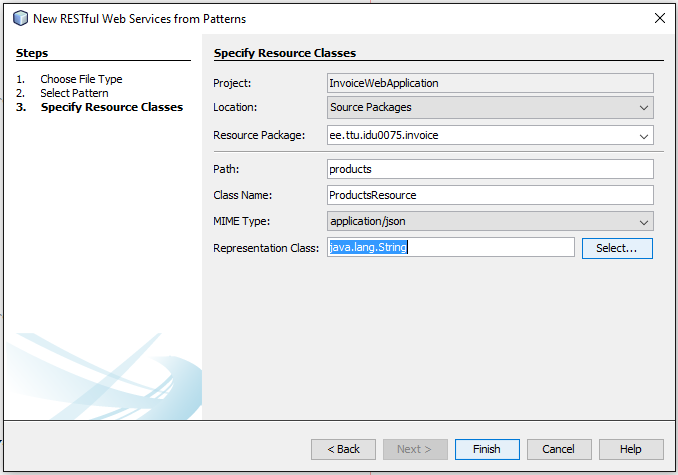 New RESTful Web Services from Patterns
Steps
1. Choose File Type
2. Select Pattern
3. Specify Resource Classes
Specify Resource Classes
Project: InvoiceWebApplication
Location: Source Packages
Resource Package: ee.ttu.idu0075.invoice
Path: products
Class Name: ProductsResource
MIME Type: application/json
Representation Class: java.lang.String Select...
< Back Next > Finish Cancel Help